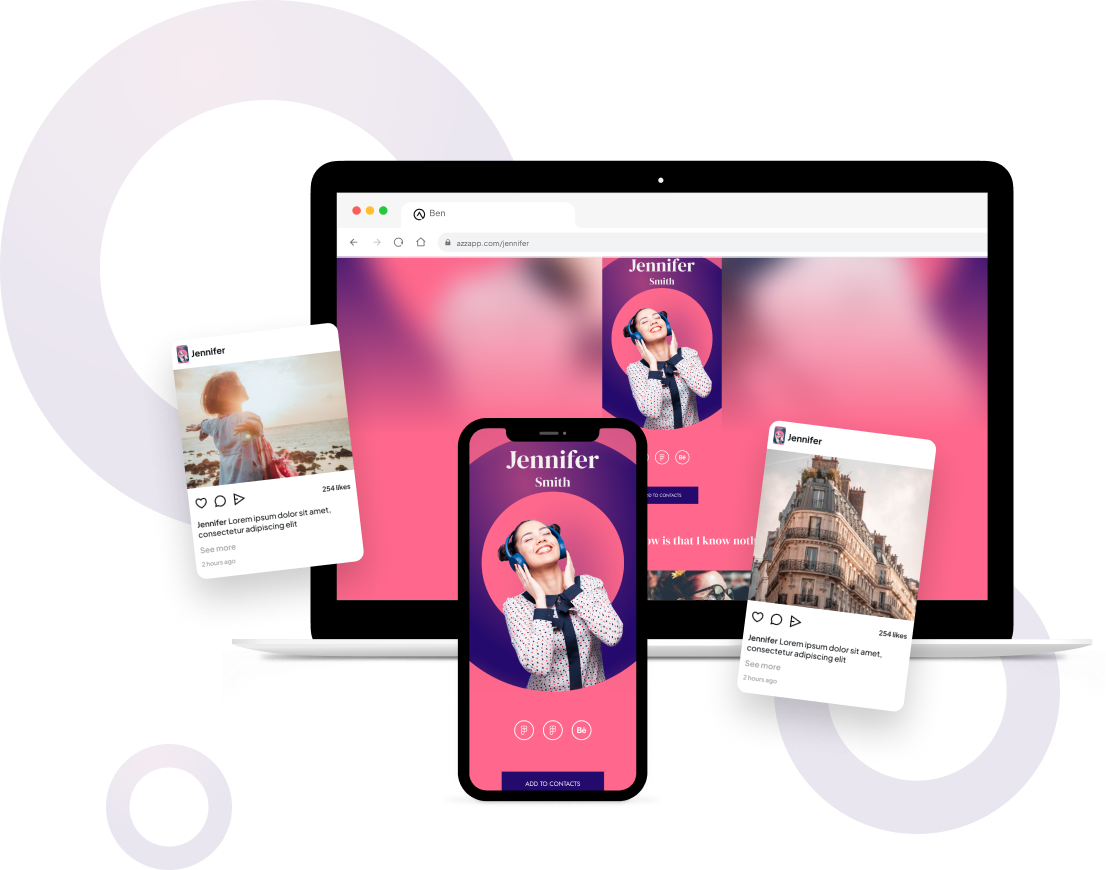 Ben
azzapp.com/jennifer
Jennifer
Smith
ADD TO CONTACTS
ow is that I know noth
Jennifer
254 likes
Jennifer Lorem ipsum dolor sit amet,
consectetur adipiscing elit
See more
2 hours ago
Jennifer
Smith
Bé
ADD TO CONTACTS
Jennifer
254 likes
Jennifer Lorem ipsum dolor sit amet,
consectetur adipiscing elit
See more
2 hours ago